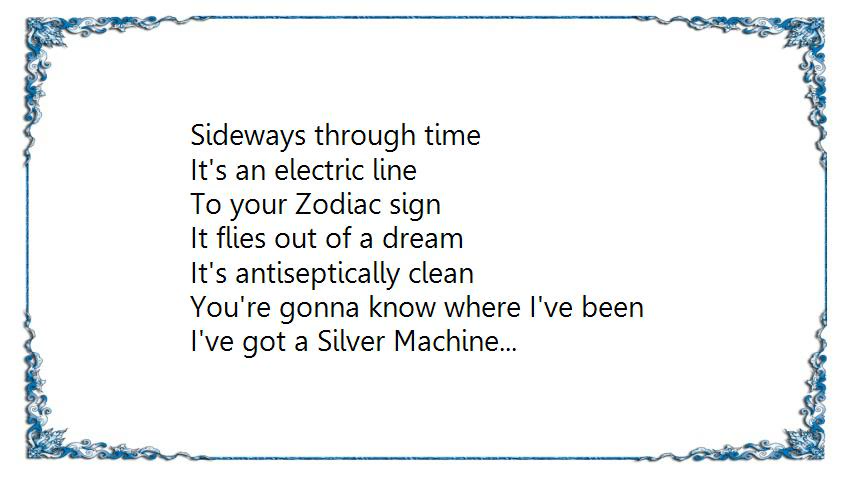 Sideways through time
It's an electric line
To your Zodiac sign
It flies out of a dream
It's antiseptically clean
You're gonna know where I've been
I've got a Silver Machine...